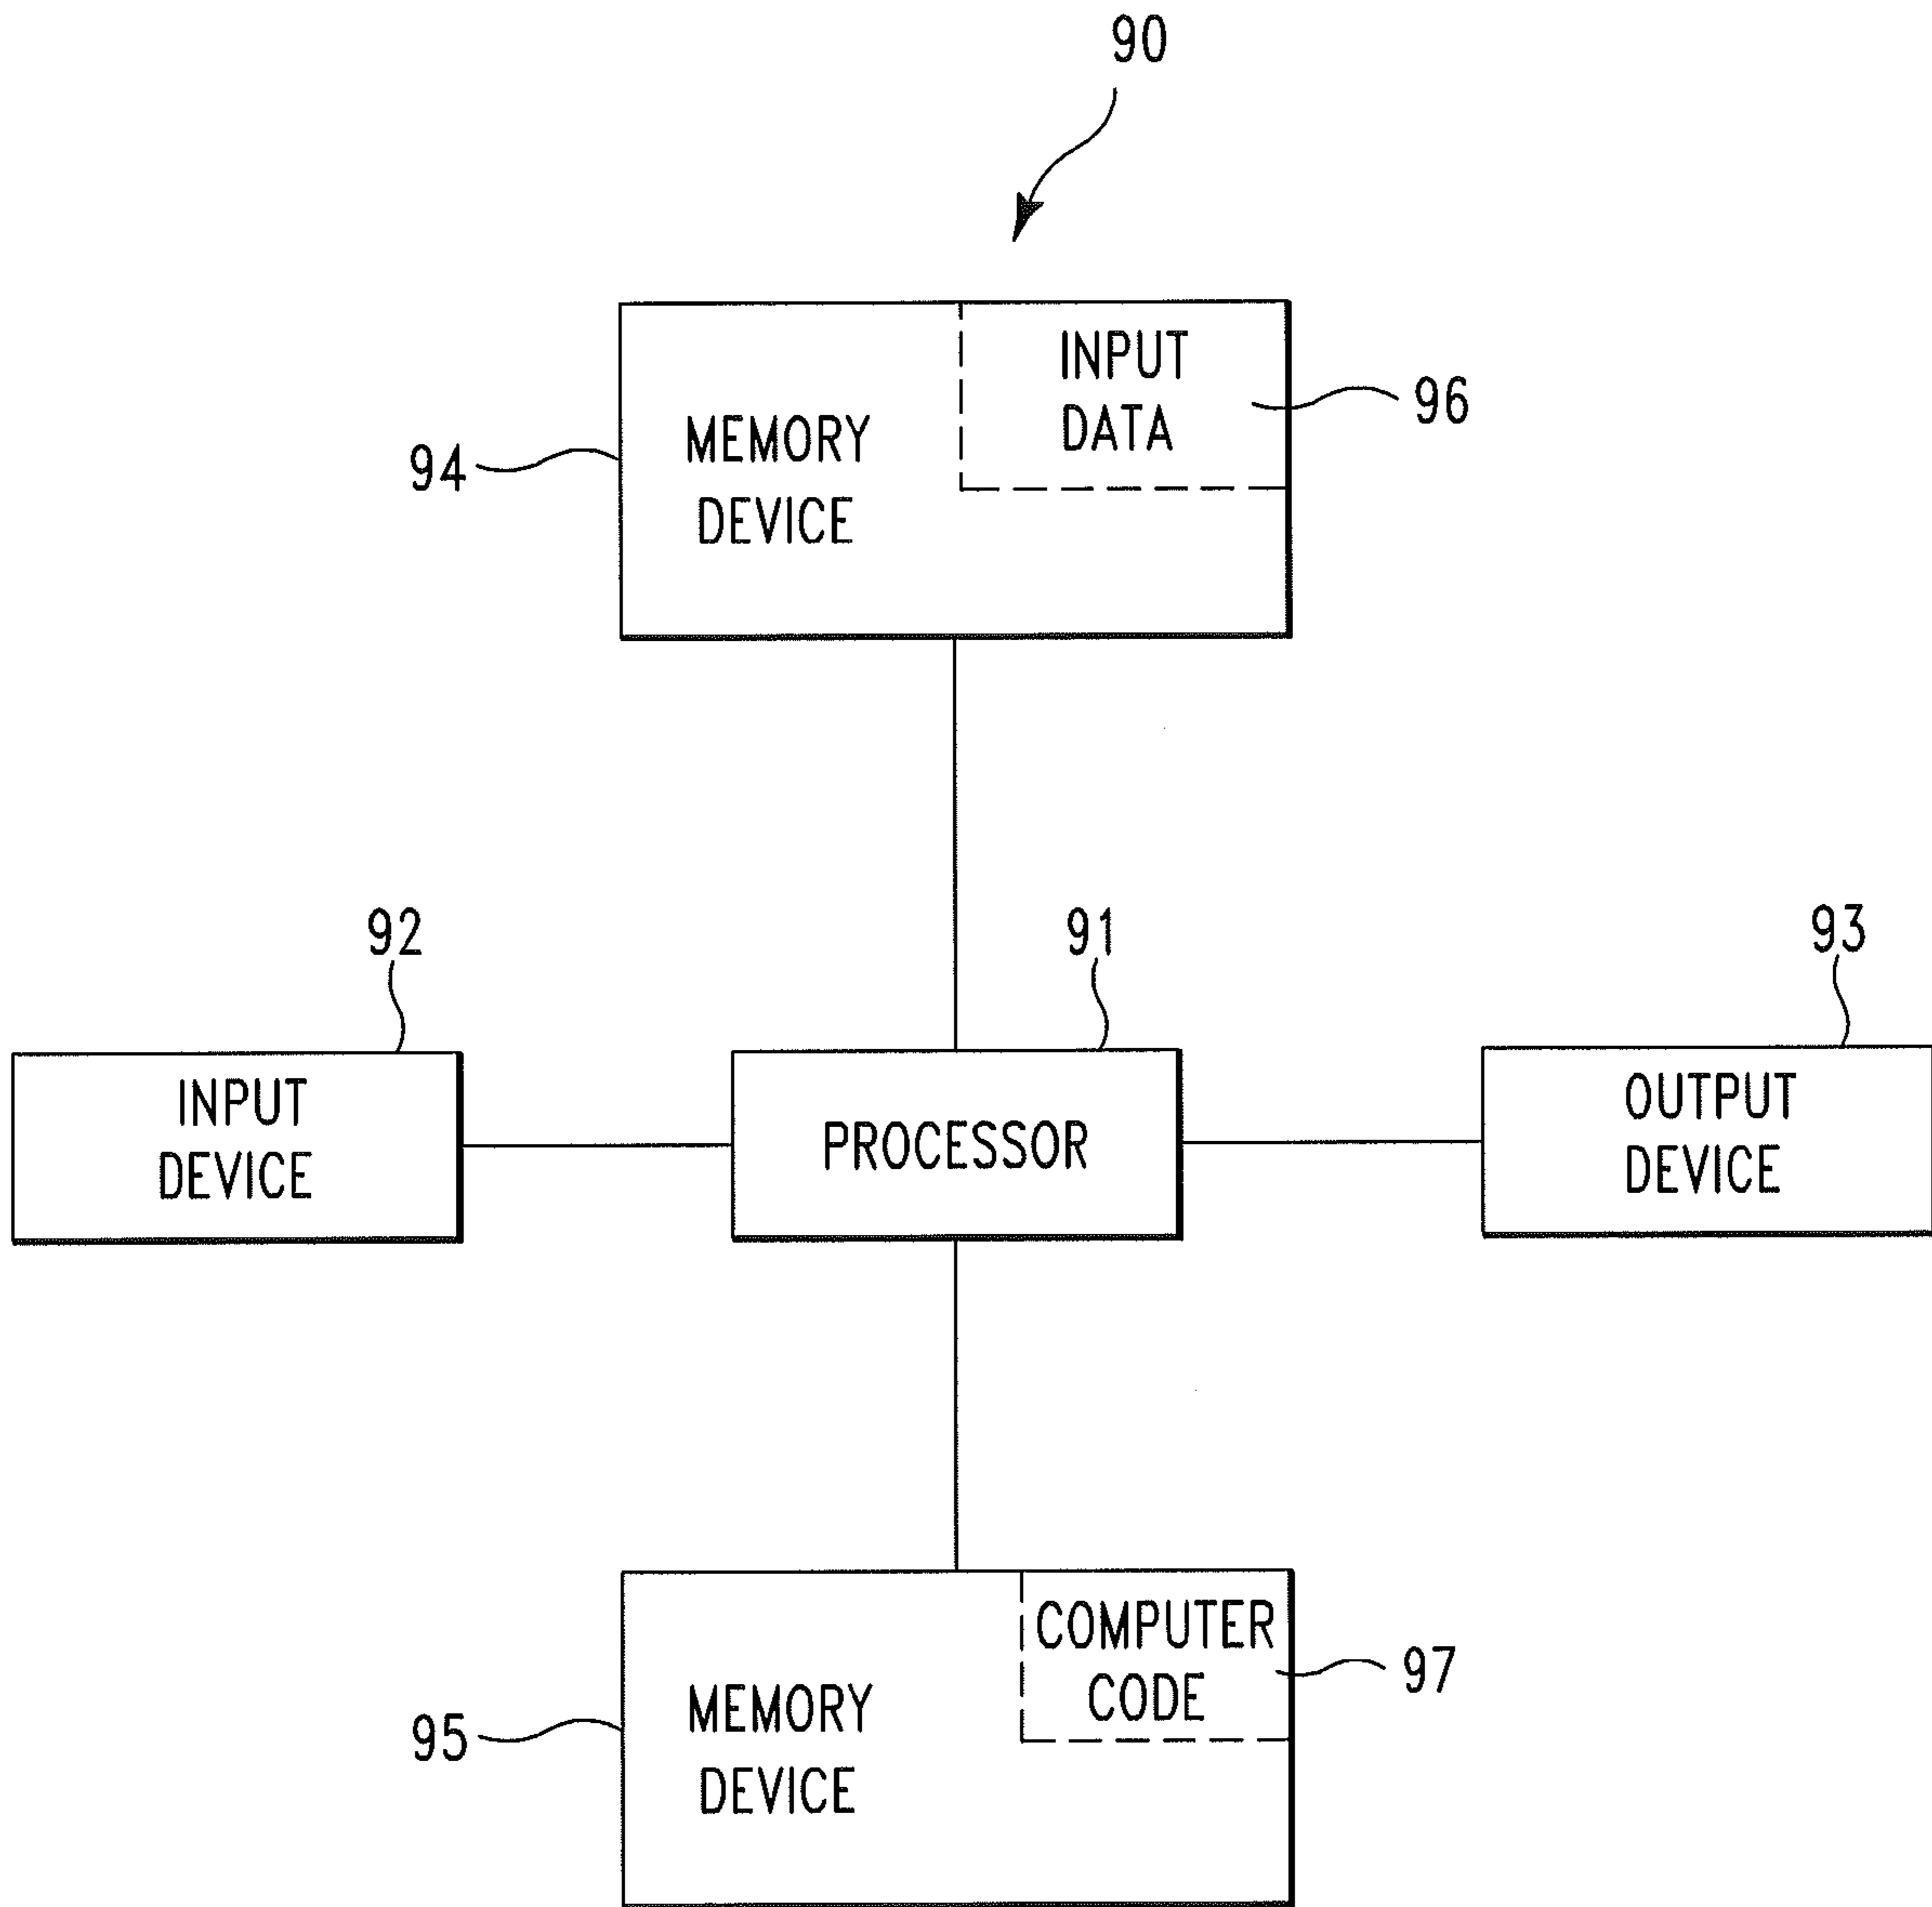 90
INPUT
DATA
96
MEMORY
DEVICE
94
92
91
93
INPUT
DEVICE
PROCESSOR
OUTPUT
DEVICE
COMPUTER
CODE
97
MEMORY
DEVICE
95